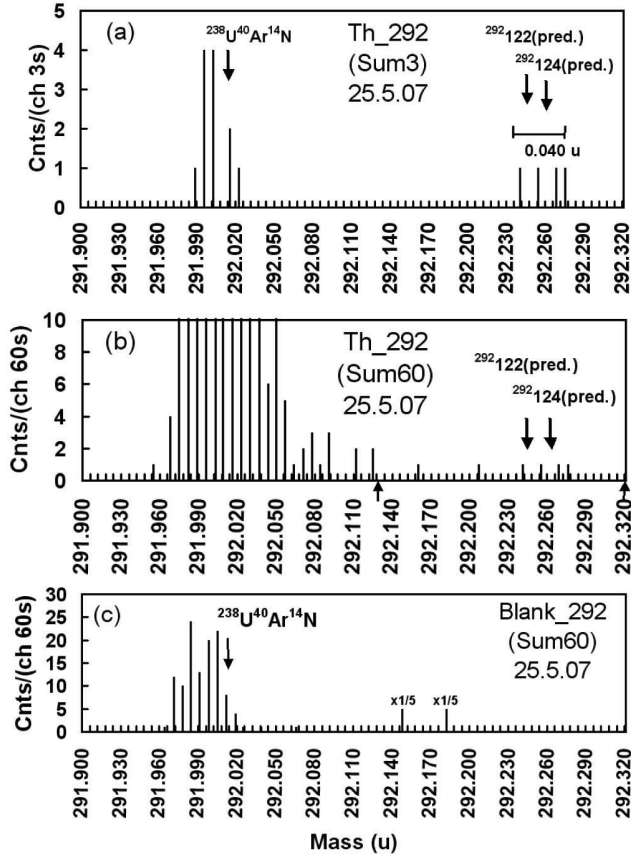 (a)
²³⁸U⁴⁰Ar¹⁴N
Th_292
(Sum3)
25.5.07
²⁹²122(pred.)
²⁹²124(pred.)
0.040 u
Cnts/(ch 3s)
5
4
3
2
1
0
291.900
291.930
291.960
291.990
292.020
292.080
292.110
292.140
292.170
292.200
292.230
292.260
292.290
292.320
(b)
Th_292
(Sum60)
25.5.07
²⁹²122(pred.)
²⁹²124(pred.)
Cnts/(ch 60s)
10
8
6
4
2
0
291.900
291.930
291.960
291.990
292.020
292.050
292.080
292.110
292.140
292.170
292.200
292.230
292.260
292.290
292.320
(c)
²³⁸U⁴⁰Ar¹⁴N
Blank_292
(Sum60)
25.5.07
x1/5
x1/5
Cnts/(ch 60s)
30
25
20
15
10
5
0
291.900
291.930
291.960
291.990
292.020
292.080
292.110
292.140
292.170
292.200
292.230
292.260
292.290
292.320
Mass (u)